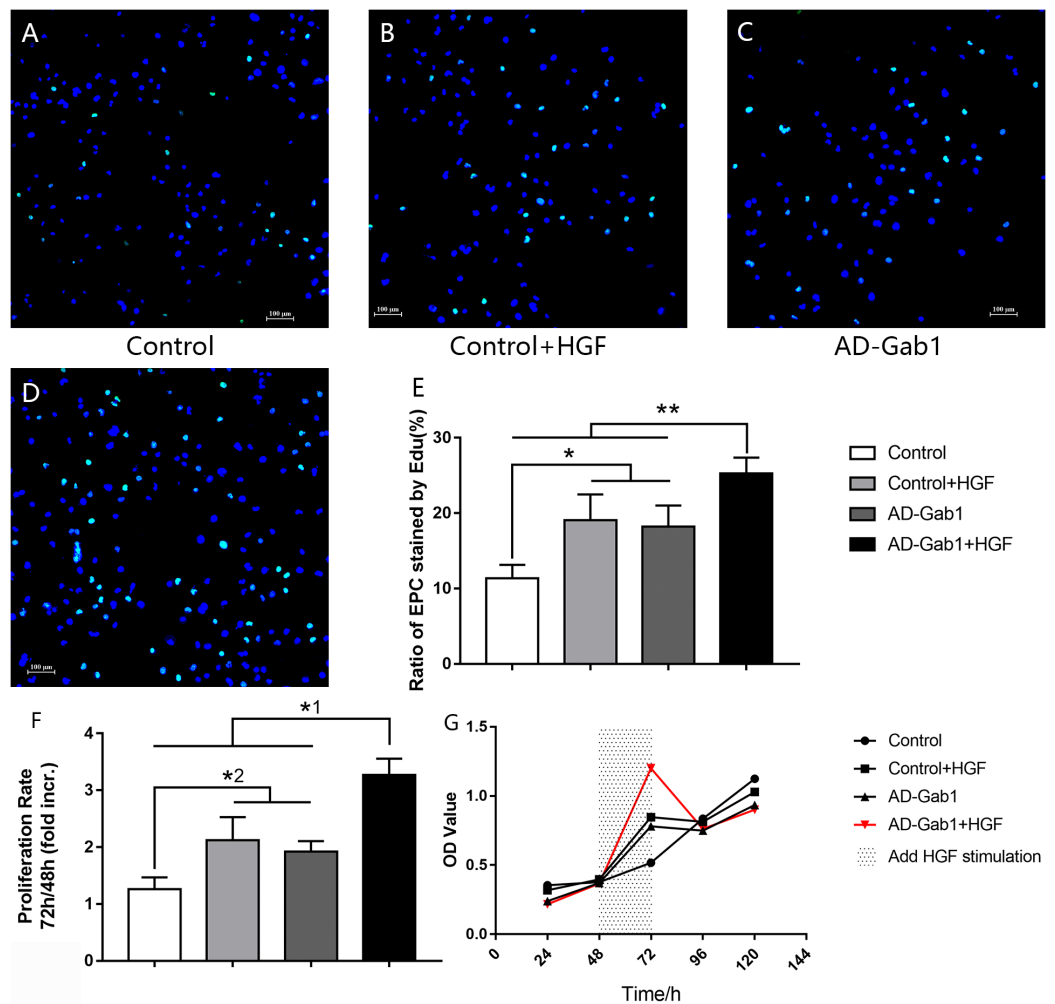 A
B
C
100 μm
100 μm
100 μm
Control
Control+HGF
AD-Gab1
D
100 μm
E
Ratio of EPC stained by Edu(%)
30
20
10
0
**
*
Control
Control+HGF
AD-Gab1
AD-Gab1+HGF
F
Proliferation Rate
72h/48h (fold incr.)
4
3
2
1
0
*1
*2
G
OD Value
1.5
1.0
0.5
0.0
0
24
48
72
96
120
144
Time/h
Control
Control+HGF
AD-Gab1
AD-Gab1+HGF
Add HGF stimulation